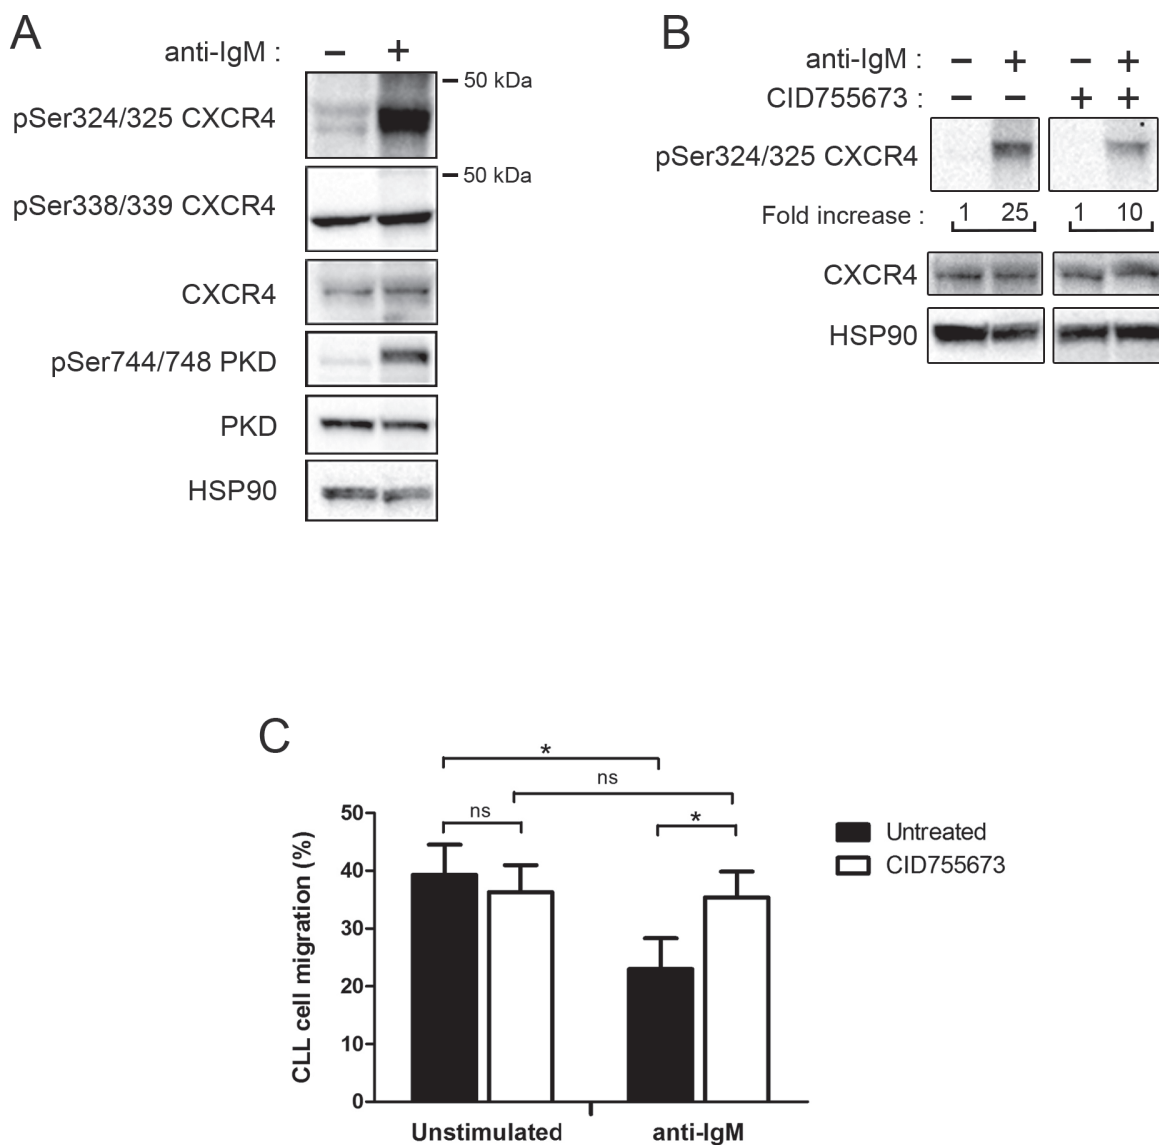 A
anti-IgM : − +
50 kDa
pSer324/325 CXCR4
50 kDa
pSer338/339 CXCR4
CXCR4
pSer744/748 PKD
PKD
HSP90
B
anti-IgM : − + − +
CID755673 : − − + +
pSer324/325 CXCR4
Fold increase : 1 25 1 10
CXCR4
HSP90
C
*
ns
ns
*
50
40
30
20
10
0
CLL cell migration (%)
Unstimulated
anti-IgM
Untreated
CID755673